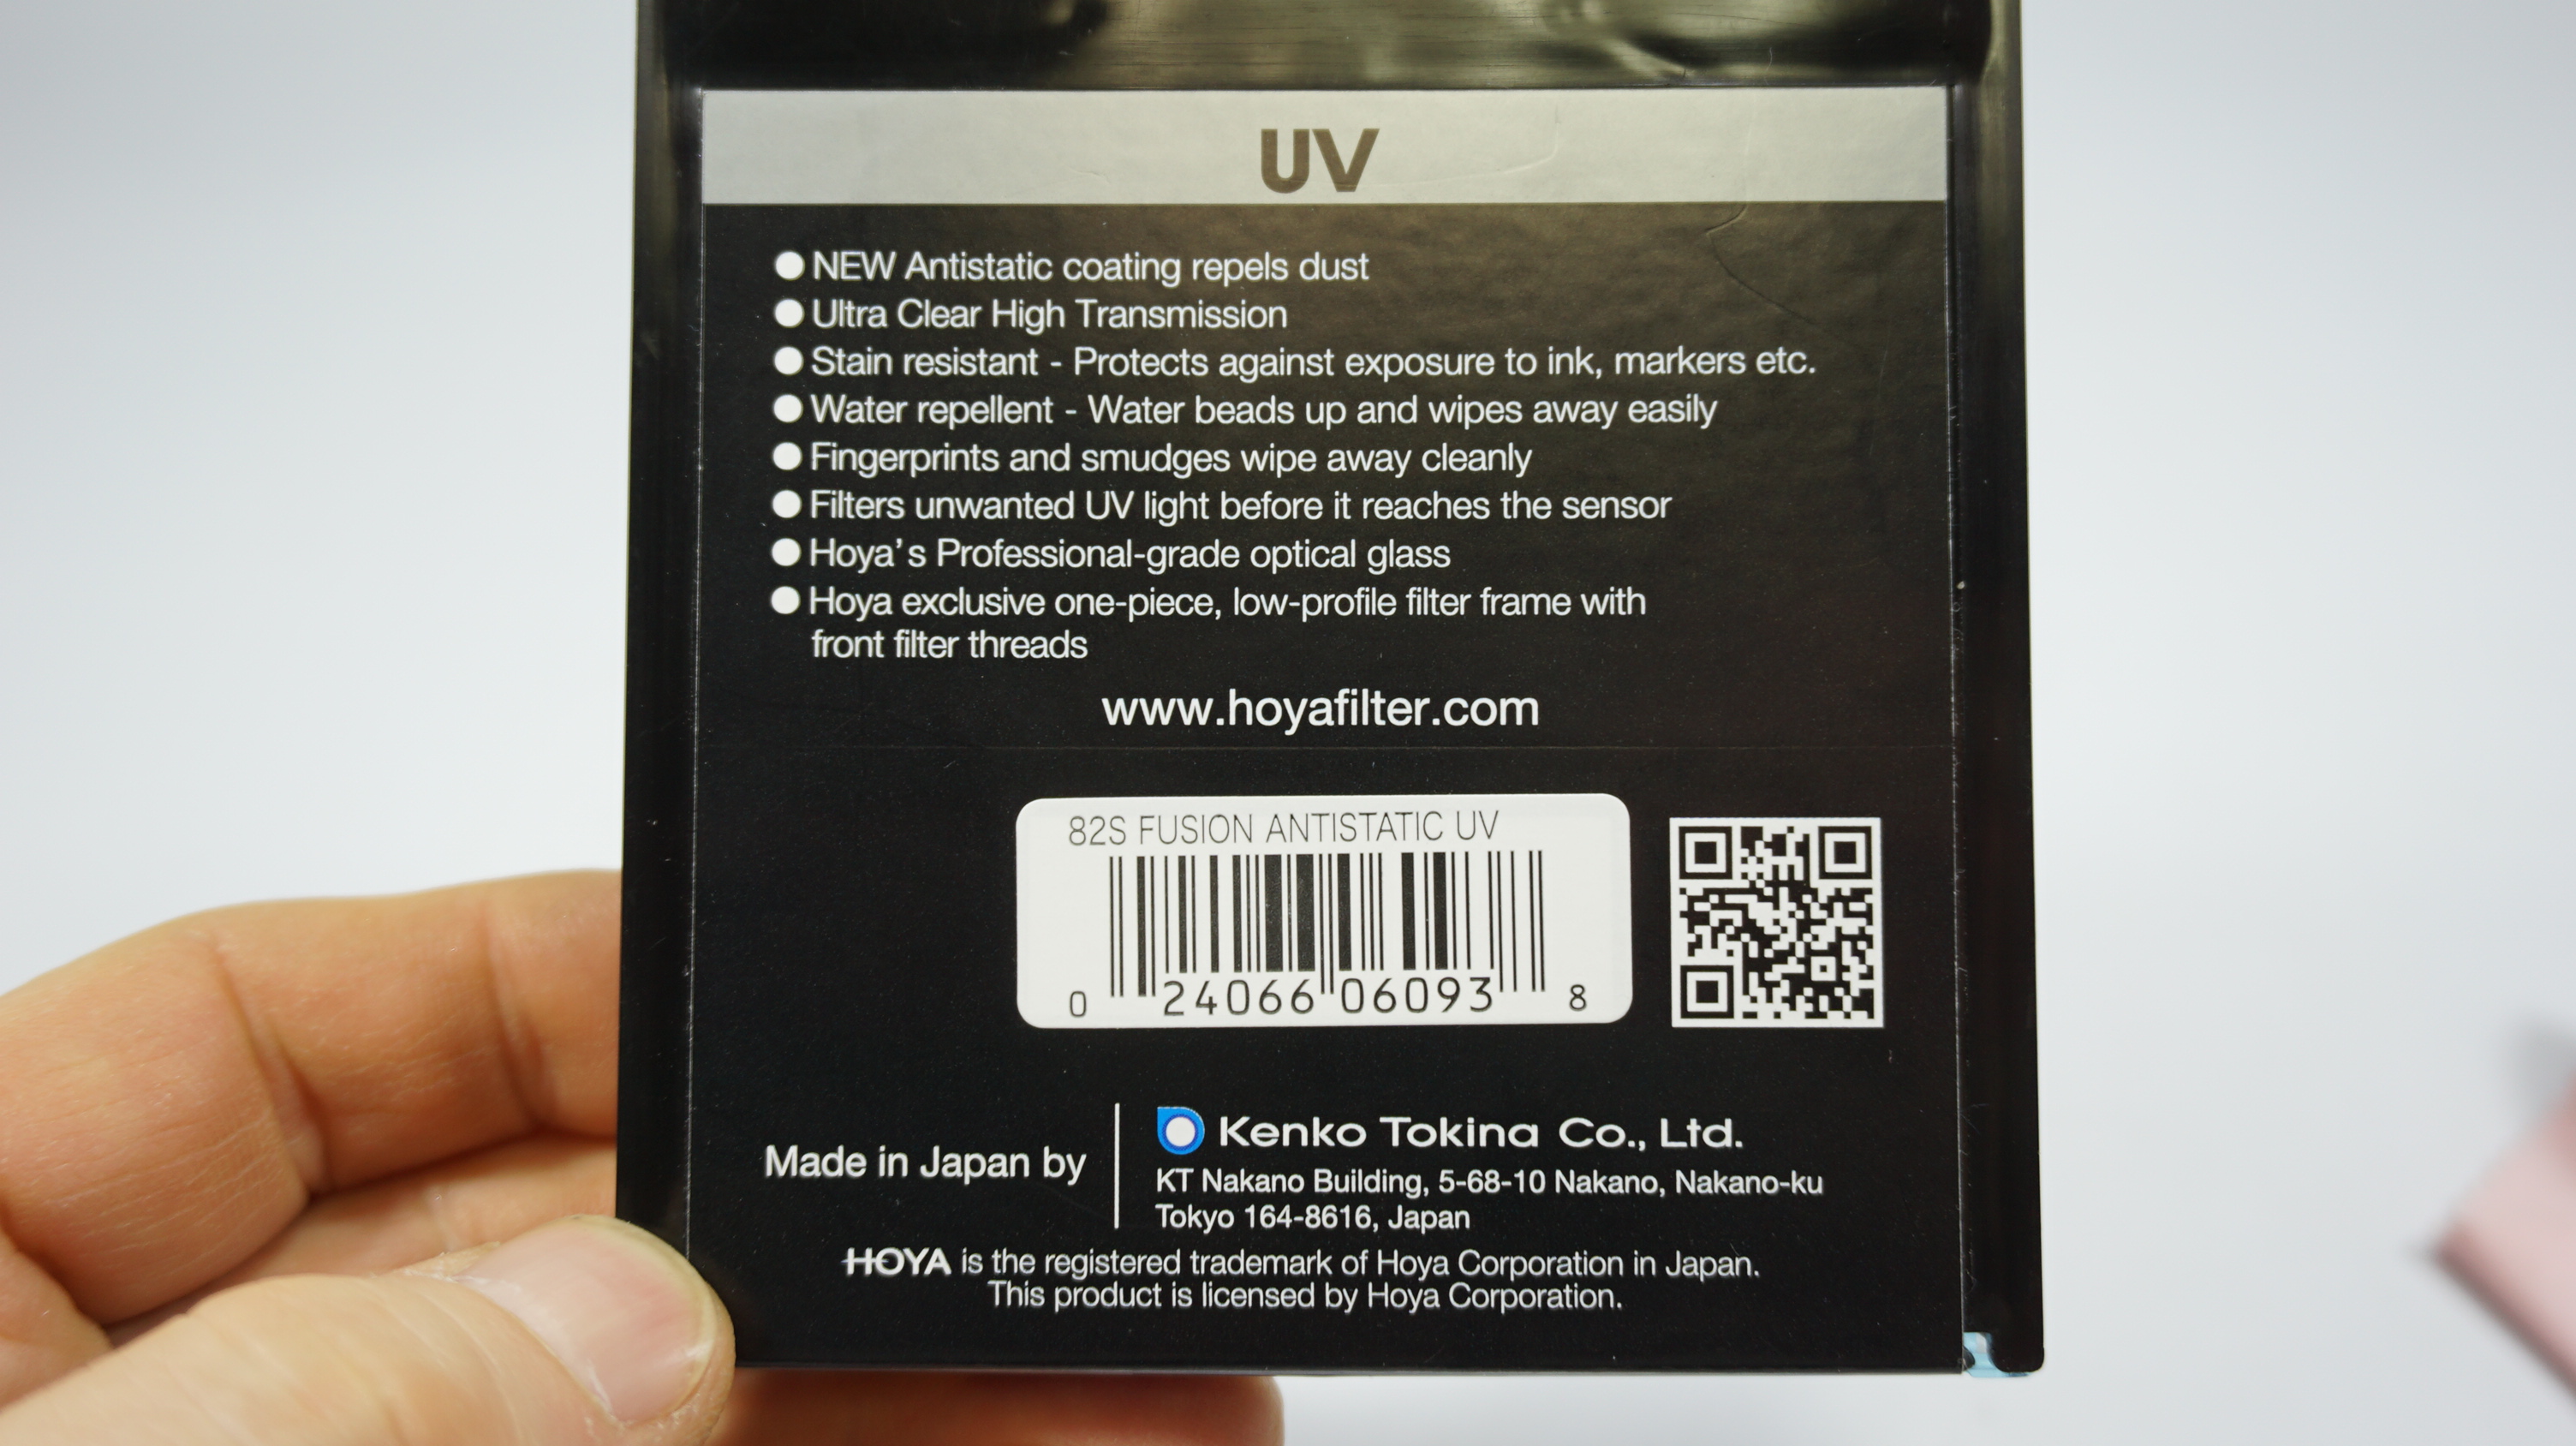 UV
● NEW Antistatic coating repels dust
● Ultra Clear High Transmission
● Stain resistant - Protects against exposure to ink, markers etc.
● Water repellent - Water beads up and wipes away easily
● Fingerprints and smudges wipe away cleanly
● Filters unwanted UV light before it reaches the sensor
● Hoya's Professional-grade optical glass
● Hoya exclusive one-piece, low-profile filter frame with
front filter threads
www.hoyafilter.com
82S FUSION ANTISTATIC UV
0 24066 06093 8
Made in Japan by
Kenko Tokina Co., Ltd.
KT Nakano Building, 5-68-10 Nakano, Nakano-ku
Tokyo 164-8616, Japan
HOYA is the registered trademark of Hoya Corporation in Japan.
This product is licensed by Hoya Corporation.